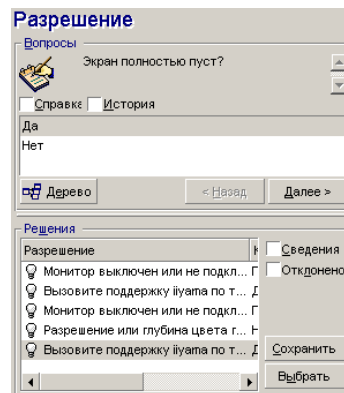 Разрешение
Вопросы
Экран полностью пуст?
Справка История
Да
Нет
Дерево < Назад Далее >
Решения
Разрешение
Сведения
Монитор выключен или не подкл... Г
Отклонено
Вызовите поддержку iiyama по т... Д
Монитор выключен или не подкл... Г
Разрешение или глубина цвета г... Н
Вызовите поддержку iiyama по т... Д
Сохранить
Выбрать